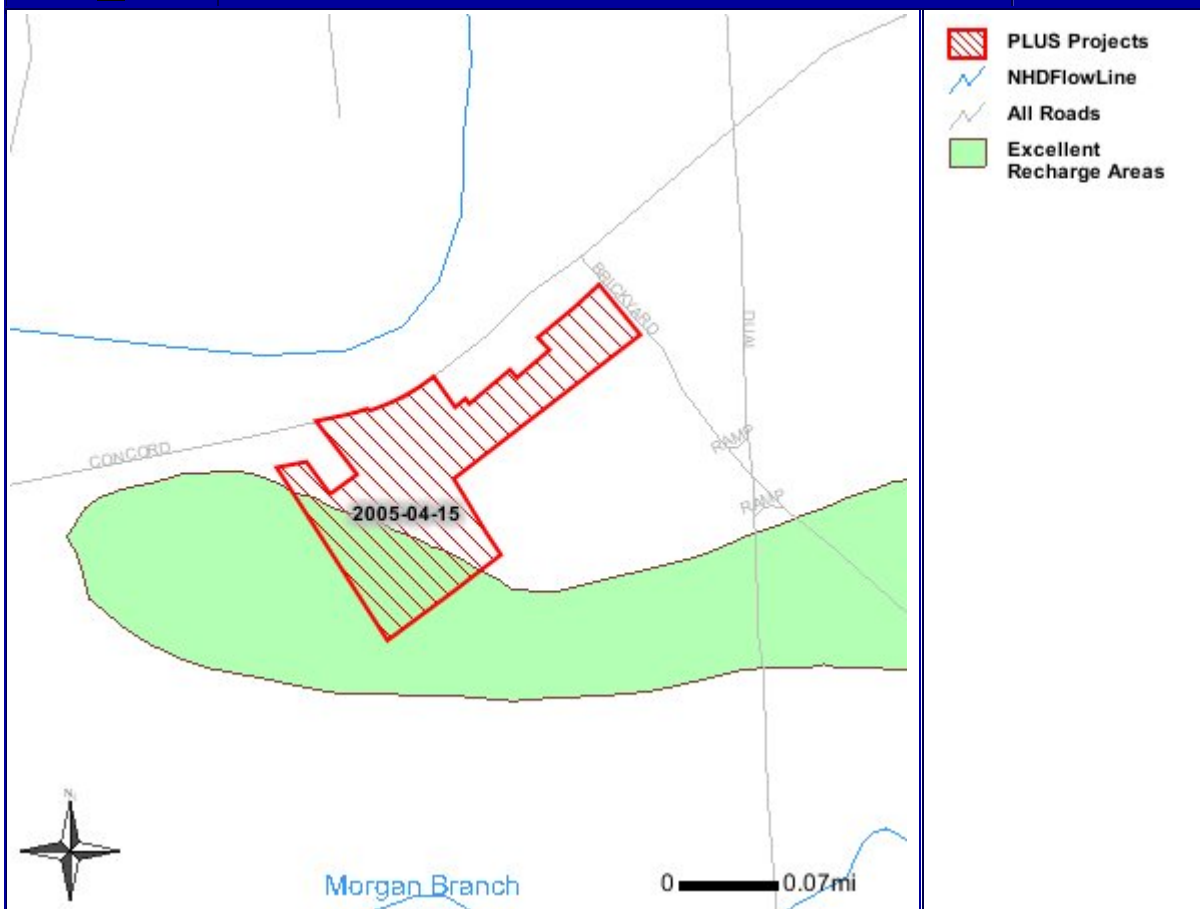 PLUS Projects
NHDFlowLine
All Roads
Excellent
Recharge Areas
BRICKYARD
DUAL
RAMP
CONCORD
RAMP
2005-04-15
N
Morgan Branch
0 0.07mi